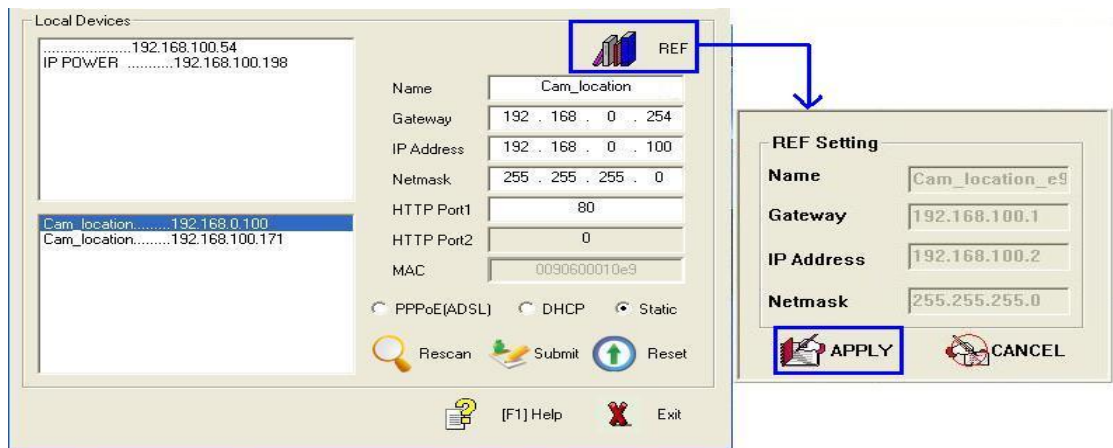 Local Devices
.....................192.168.100.54
IP POWER ...........192.168.100.198
REF
Name Cam_location
Gateway 192 . 168 . 0 . 254
IP Address 192 . 168 . 0 . 100
Netmask 255 . 255 . 255 . 0
HTTP Port1 80
HTTP Port2 0
MAC 0090600010e9
Cam_location.........192.168.0.100
Cam_location.........192.168.100.171
PPPoE(ADSL) DHCP Static
Rescan Submit Reset
[F1] Help Exit
REF Setting
Name Cam_location_e9
Gateway 192.168.100.1
IP Address 192.168.100.2
Netmask 255.255.255.0
APPLY CANCEL